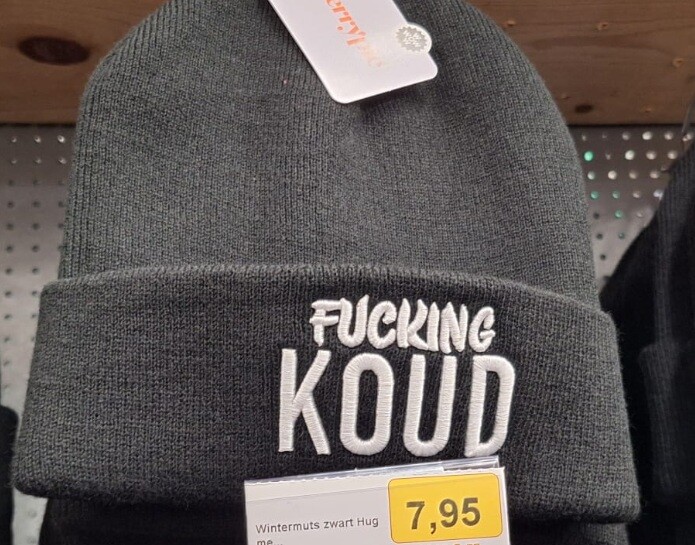 FUCKING
KOUD
Wintermuts zwart Hug
me...
7,95